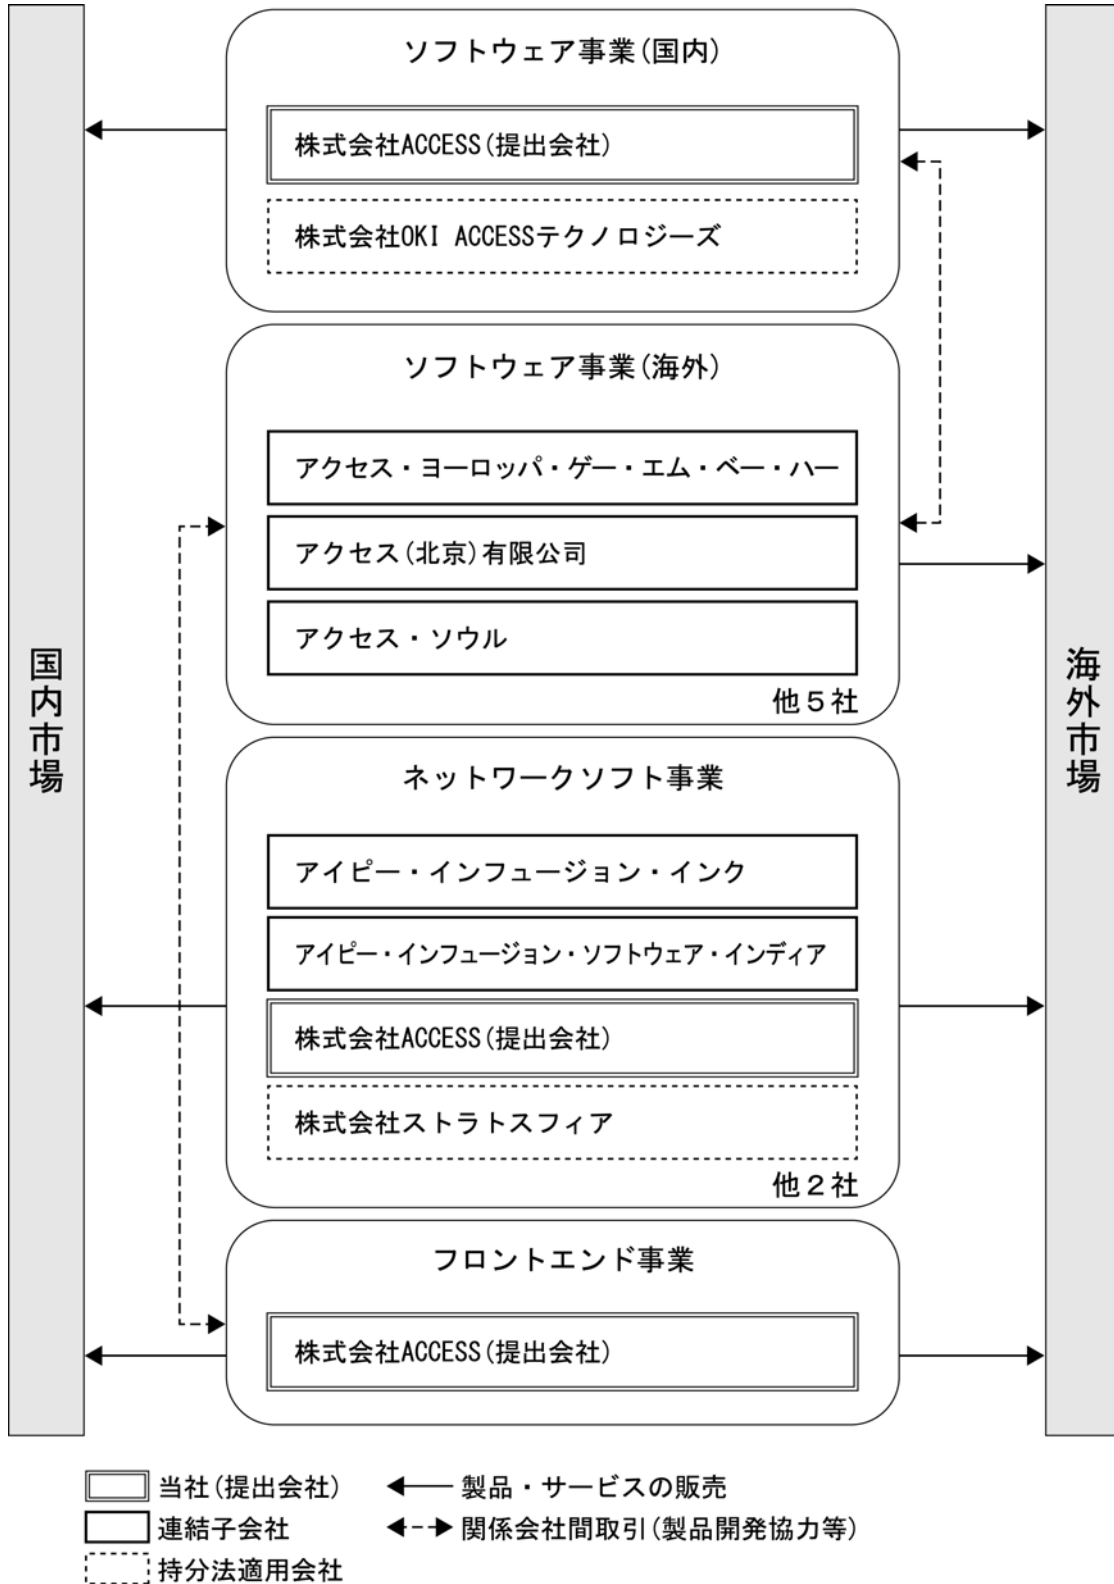 ソフトウェア事業(国内)
株式会社ACCESS(提出会社)
株式会社OKI ACCESSテクノロジーズ
ソフトウェア事業(海外)
アクセス・ヨーロッパ・ゲー・エム・ベー・ハー
アクセス(北京)有限公司
アクセス・ソウル
他5社
国内市場
海外市場
ネットワークソフト事業
アイピー・インフュージョン・インク
アイピー・インフュージョン・ソフトウェア・インディア
株式会社ACCESS(提出会社)
株式会社ストラトスフィア
他2社
フロントエンド事業
株式会社ACCESS(提出会社)
当社(提出会社)
製品・サービスの販売
連結子会社
関係会社間取引(製品開発協力等)
持分法適用会社